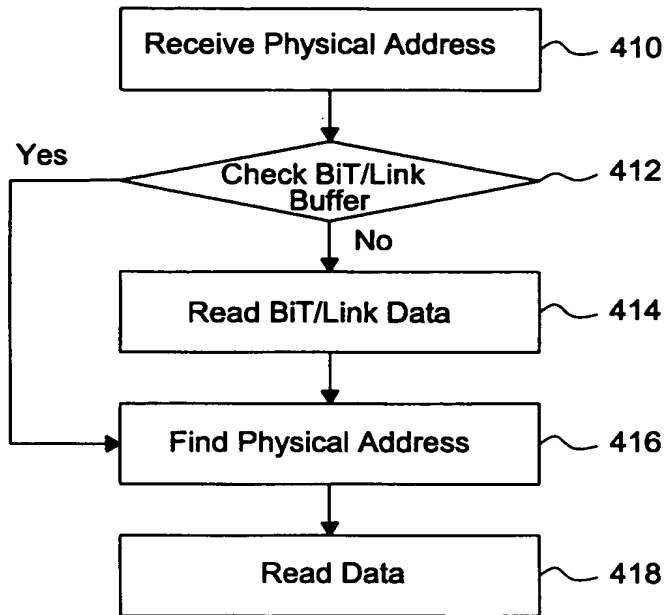 Receive Physical Address 410
Yes
Check BiT/Link 412
Buffer
No
Read BiT/Link Data 414
Find Physical Address 416
Read Data 418